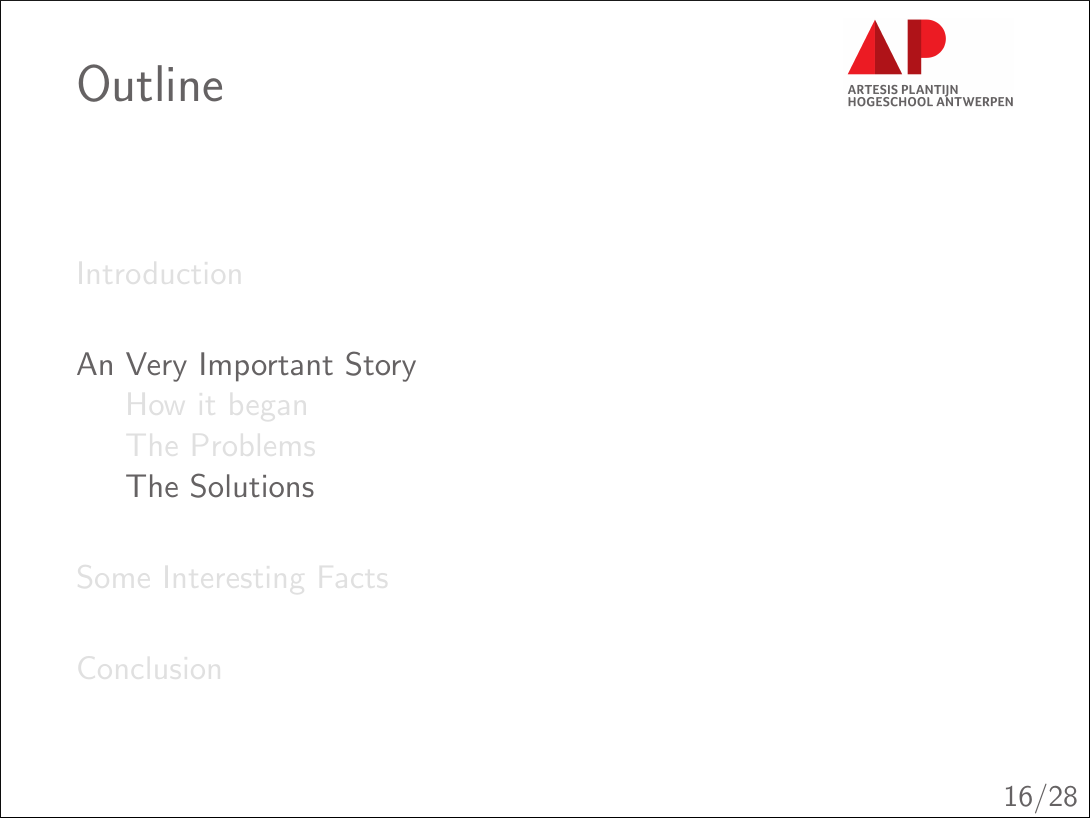 Outline
ARTESIS PLANTIJN
HOGESCHOOL ANTWERPEN
Introduction
An Very Important Story
How it began
The Problems
The Solutions
Some Interesting Facts
Conclusion
16/28